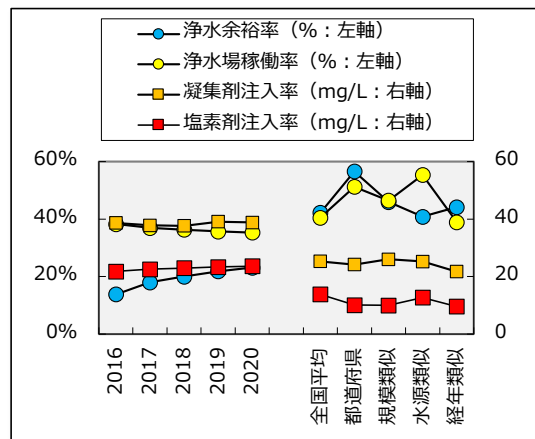 浄水余裕率(%:左軸)
浄水場稼働率(%:左軸)
凝集剤注入率(mg/L:右軸)
塩素剤注入率(mg/L:右軸)
60% 60
40% 40
20% 20
0% 0
2016 2017 2018 2019 2020 全国平均 都道府県 規模類似 水源類似 経年類似